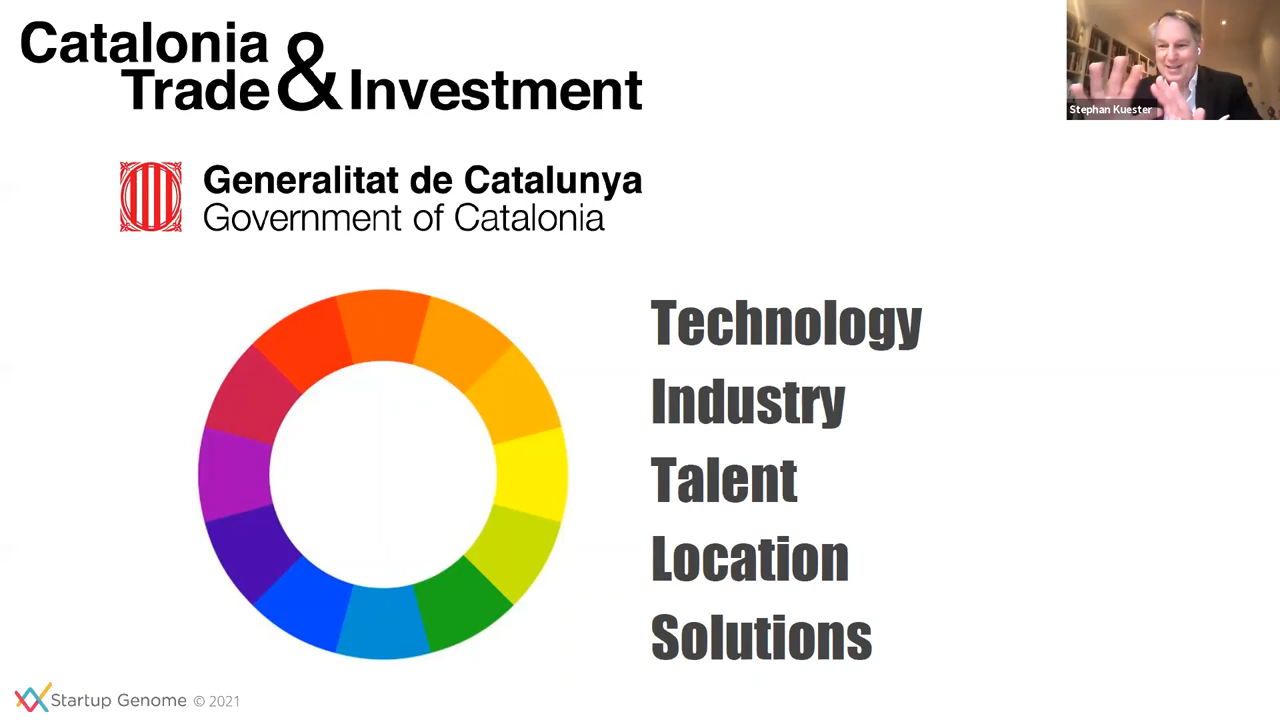 Catalonia
Trade & Investment
Stephan Kuester
Generalitat de Catalunya
Government of Catalonia
Technology
Industry
Talent
Location
Solutions
Startup Genome © 2021